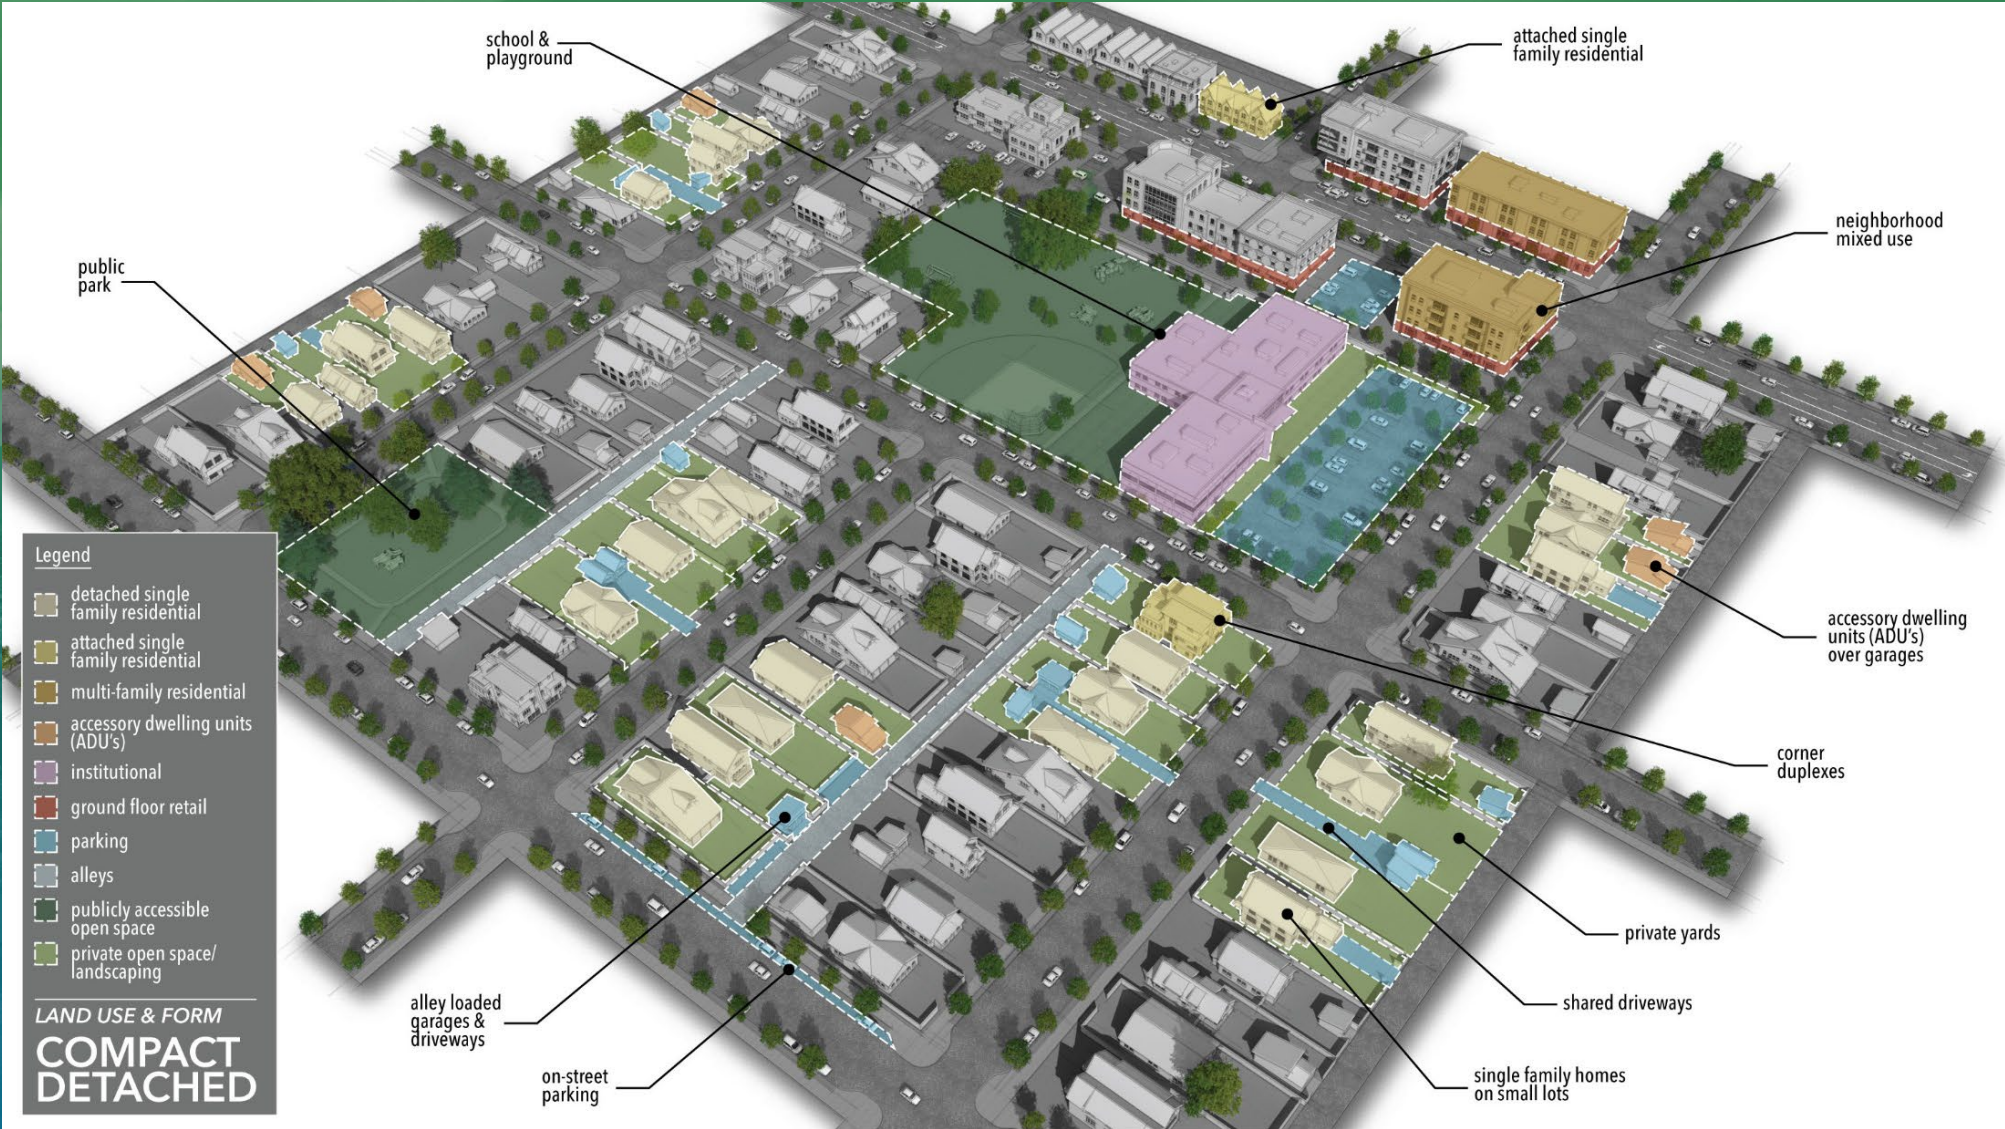 school &
playground
attached single
family residential
neighborhood
mixed use
public
park
accessory dwelling
units (ADU's)
over garages
corner
duplexes
private yards
shared driveways
single family homes
on small lots
alley loaded
garages &
driveways
on-street
parking
Legend
detached single
family residential
attached single
family residential
multi-family residential
accessory dwelling units
(ADU's)
institutional
ground floor retail
parking
alleys
publicly accessible
open space
private open space/
landscaping
LAND USE & FORM
COMPACT
DETACHED